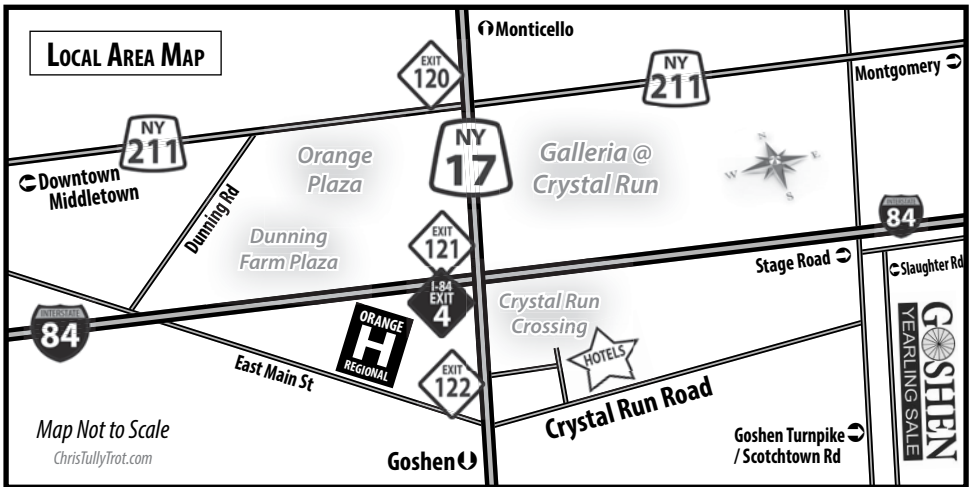 LOCAL AREA MAP
EXIT
120
Monticello
NY
211
Montgomery
NY
211
Downtown
Middletown
Dunning Rd
Orange
Plaza
NY
17
Galleria @
Crystal Run
N
W
E
S
INTERSTATE
84
Dunning
Farm Plaza
EXIT
121
Stage Road
Slaughter Rd
I-84
EXIT
4
Crystal Run
Crossing
INTERSTATE
84
ORANGE
H
REGIONAL
HOTELS
East Main St
EXIT
122
Crystal Run Road
GOSHEN
YEARLING SALE
Map Not to Scale
ChrisTullyTrot.com
Goshen
Goshen Turnpike
/ Scotchtown Rd